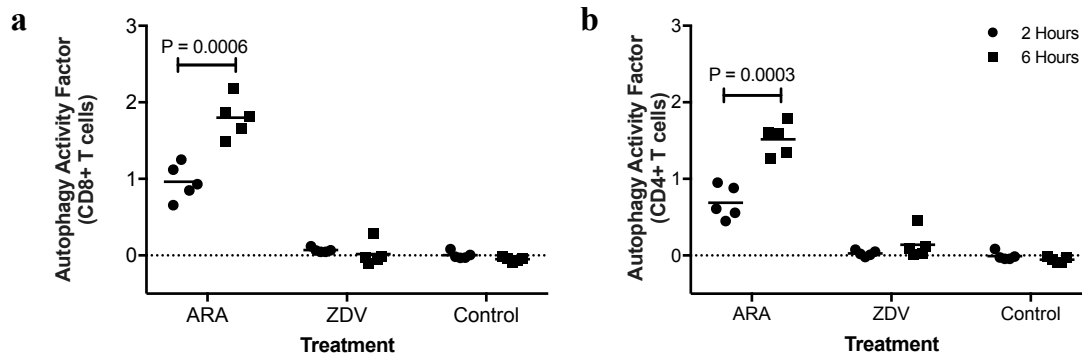 a
Autophagy Activity Factor
(CD8+ T cells)
3
2
1
0
P = 0.0006
ARA
ZDV
Control
Treatment
b
Autophagy Activity Factor
(CD4+ T cells)
3
2
1
0
P = 0.0003
2 Hours
6 Hours
ARA
ZDV
Control
Treatment